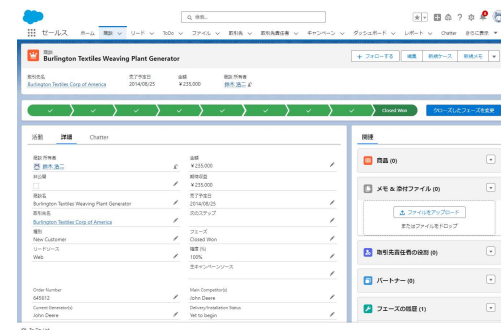 検索...
セールス ホーム 商談 リード ToDo ファイル 取引先 取引先責任者 キャンペーン ダッシュボード レポート Chatter さらに表示
商談
Burlington Textiles Weaving Plant Generator
フォローする 編集 新規ケース 新規メモ
取引先名 完了予定日 金額 商談 所有者
Burlington Textiles Corp of America 2014/08/25 ¥235,000 鈴木 浩二
Closed Won クローズしたフェーズを変更
活動 詳細 Chatter
商談 所有者
鈴木 浩二
金額
¥235,000
非公開
期待収益
¥235,000
商談名
Burlington Textiles Weaving Plant Generator
完了予定日
2014/08/25
取引先名
Burlington Textiles Corp of America
次のステップ
種別
New Customer
フェーズ
Closed Won
リードソース
Web
確度 (%)
100%
主キャンペーンソース
Order Number
645612
Main Competitor(s)
John Deere
Current Generator(s)
John Deere
Delivery/Installation Status
Yet to begin
関連
商品 (0)
メモ & 添付ファイル (0)
ファイルをアップロード
またはファイルをドロップ
取引先責任者の役割 (0)
パートナー (0)
フェーズの履歴 (1)
To Do List